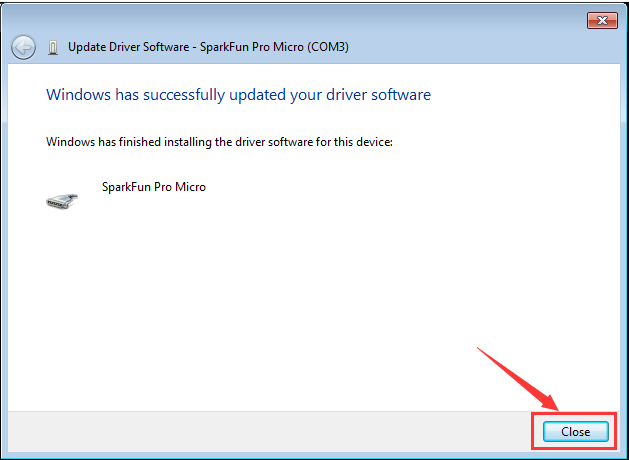 Update Driver Software - SparkFun Pro Micro (COM3)
Windows has successfully updated your driver software
Windows has finished installing the driver software for this device:
SparkFun Pro Micro
Close